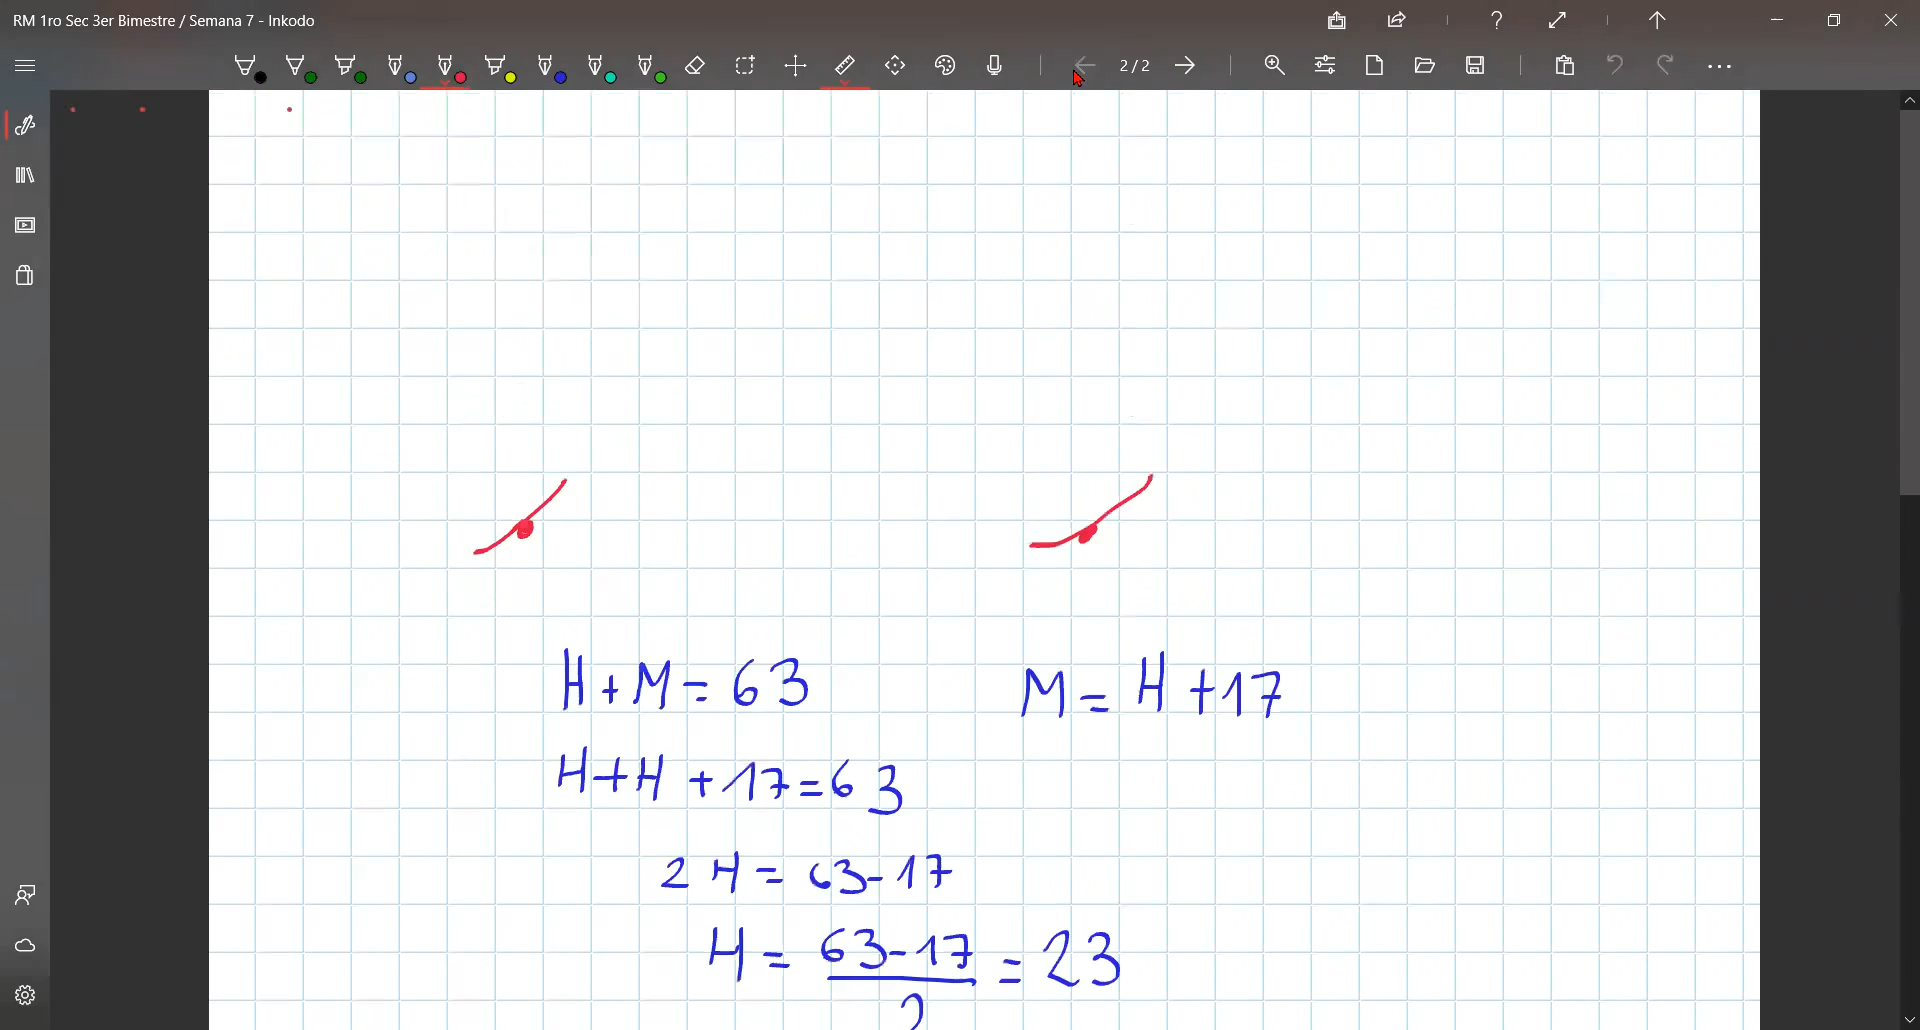 RM 1ro Sec 3er Bimestre / Semana 7 - Inkodo
2 / 2
H + M = 63
M = H + 17
H + H + 17 = 63
2 H = 63 - 17
H = 63 - 17 = 23
2